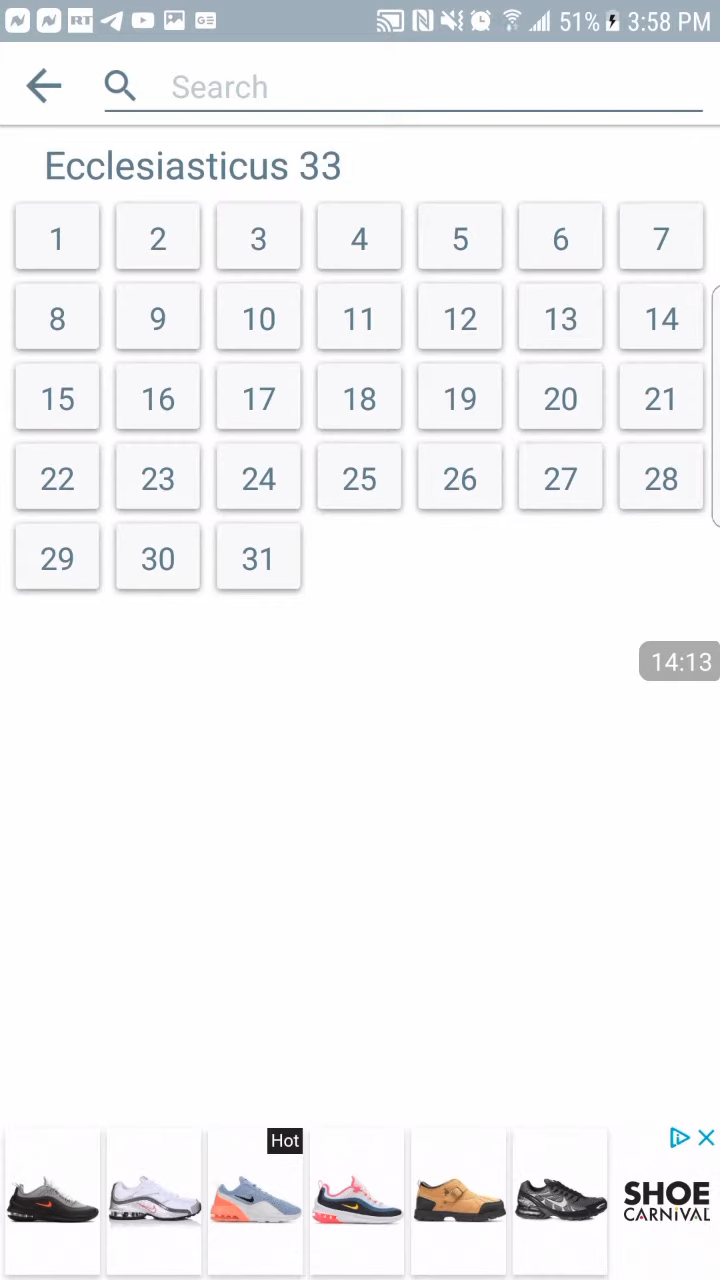 RT GE 51% 3:58 PM
Search
Ecclesiasticus 33
1 2 3 4 5 6 7
8 9 10 11 12 13 14
15 16 17 18 19 20 21
22 23 24 25 26 27 28
29 30 31
14:13
Hot
SHOE
CARNiVAL